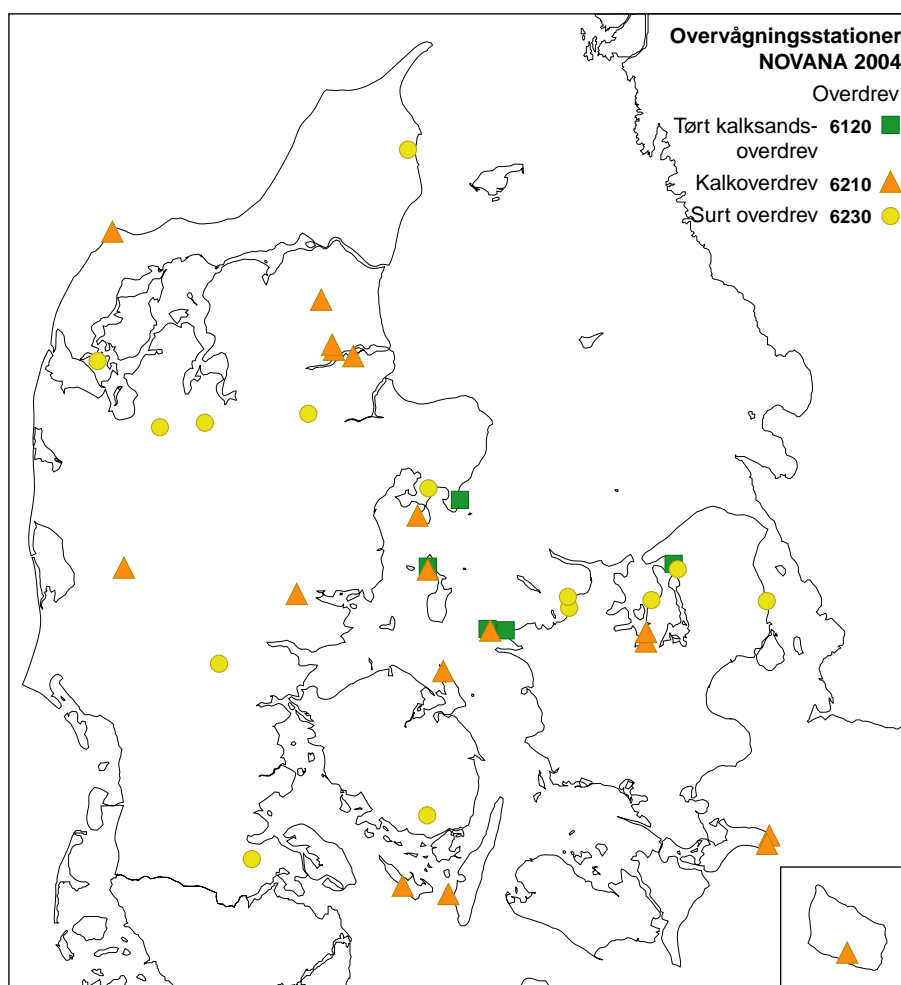 Overvågningsstationer
NOVANA 2004
Overdrev
Tørt kalksands- 6120
overdrev
Kalkoverdrev 6210
Surt overdrev 6230